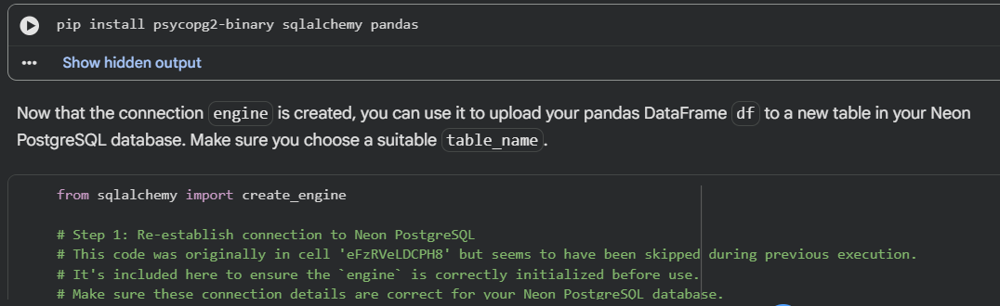 pip install psycopg2-binary sqlalchemy pandas
Show hidden output
Now that the connection engine is created, you can use it to upload your pandas DataFrame df to a new table in your Neon
PostgreSQL database. Make sure you choose a suitable table_name.
from sqlalchemy import create_engine
# Step 1: Re-establish connection to Neon PostgreSQL
# This code was originally in cell 'eFzRVeLDCPH8' but seems to have been skipped during previous execution.
# It's included here to ensure the `engine` is correctly initialized before use.
# Make sure these connection details are correct for your Neon PostgreSQL database.